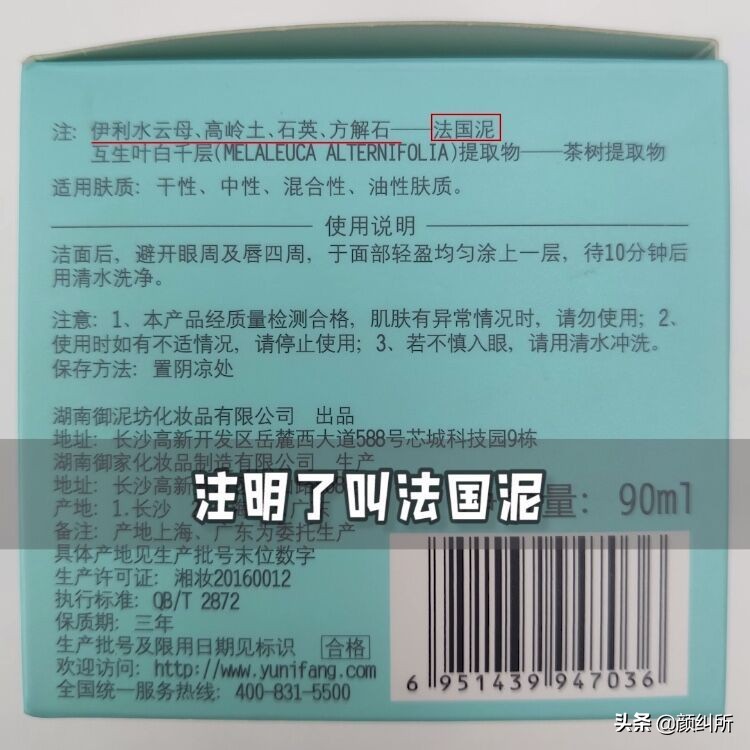 注：伊利水云母、高岭土、石英、方解石——法国泥
互生叶白千层(MELALEUCA ALTERNIFOLIA)提取物——茶树提取物
适用肤质：干性、中性、混合性、油性肤质。
使用说明
洁面后，避开眼周及唇四周，于面部轻盈均匀涂上一层，待10分钟后
用清水洗净。
注意：1、本产品经质量检测合格，肌肤有异常情况时，请勿使用；2、
使用时如有不适情况，请停止使用；3、若不慎入眼，请用清水冲洗。
保存方法：置阴凉处
湖南御泥坊化妆品有限公司 出品
地址：长沙高新开发区岳麓西大道588号芯城科技园9栋
湖南御家化妆品制造有限公司 生产
地址：长沙高新
产地：1.长沙 广东
备注：产地上海、广东为委托生产
具体产地见生产批号末位数字
生产许可证：湘妆20160012
执行标准：QB/T 2872
保质期：三年
生产批号及限用日期见标识 合格
欢迎访问：http://www.yunifang.com
全国统一服务热线：400-831-5500
量：90ml
注明了叫法国泥
6 951439 947036
头条 @颜究所